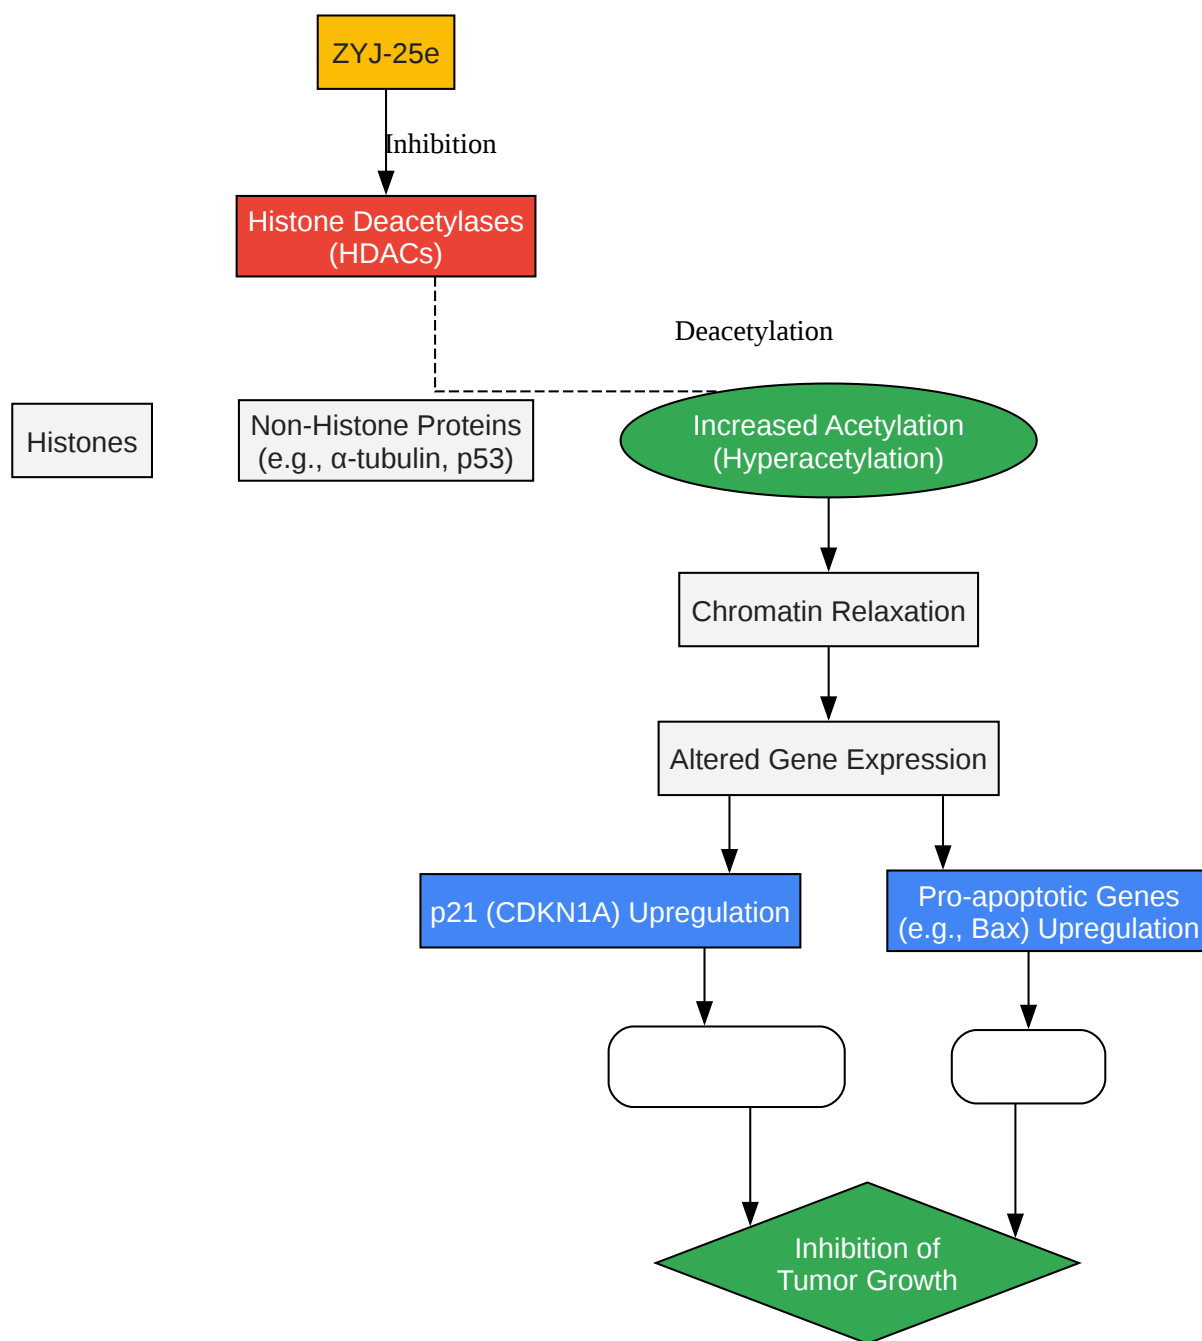 ZYJ-25e
Inhibition
Histone Deacetylases
(HDACs)
Deacetylation
Histones
Non-Histone Proteins
(e.g., α-tubulin, p53)
Increased Acetylation
(Hyperacetylation)
Chromatin Relaxation
Altered Gene Expression
p21 (CDKN1A) Upregulation
Pro-apoptotic Genes
(e.g., Bax) Upregulation
Inhibition of
Tumor Growth